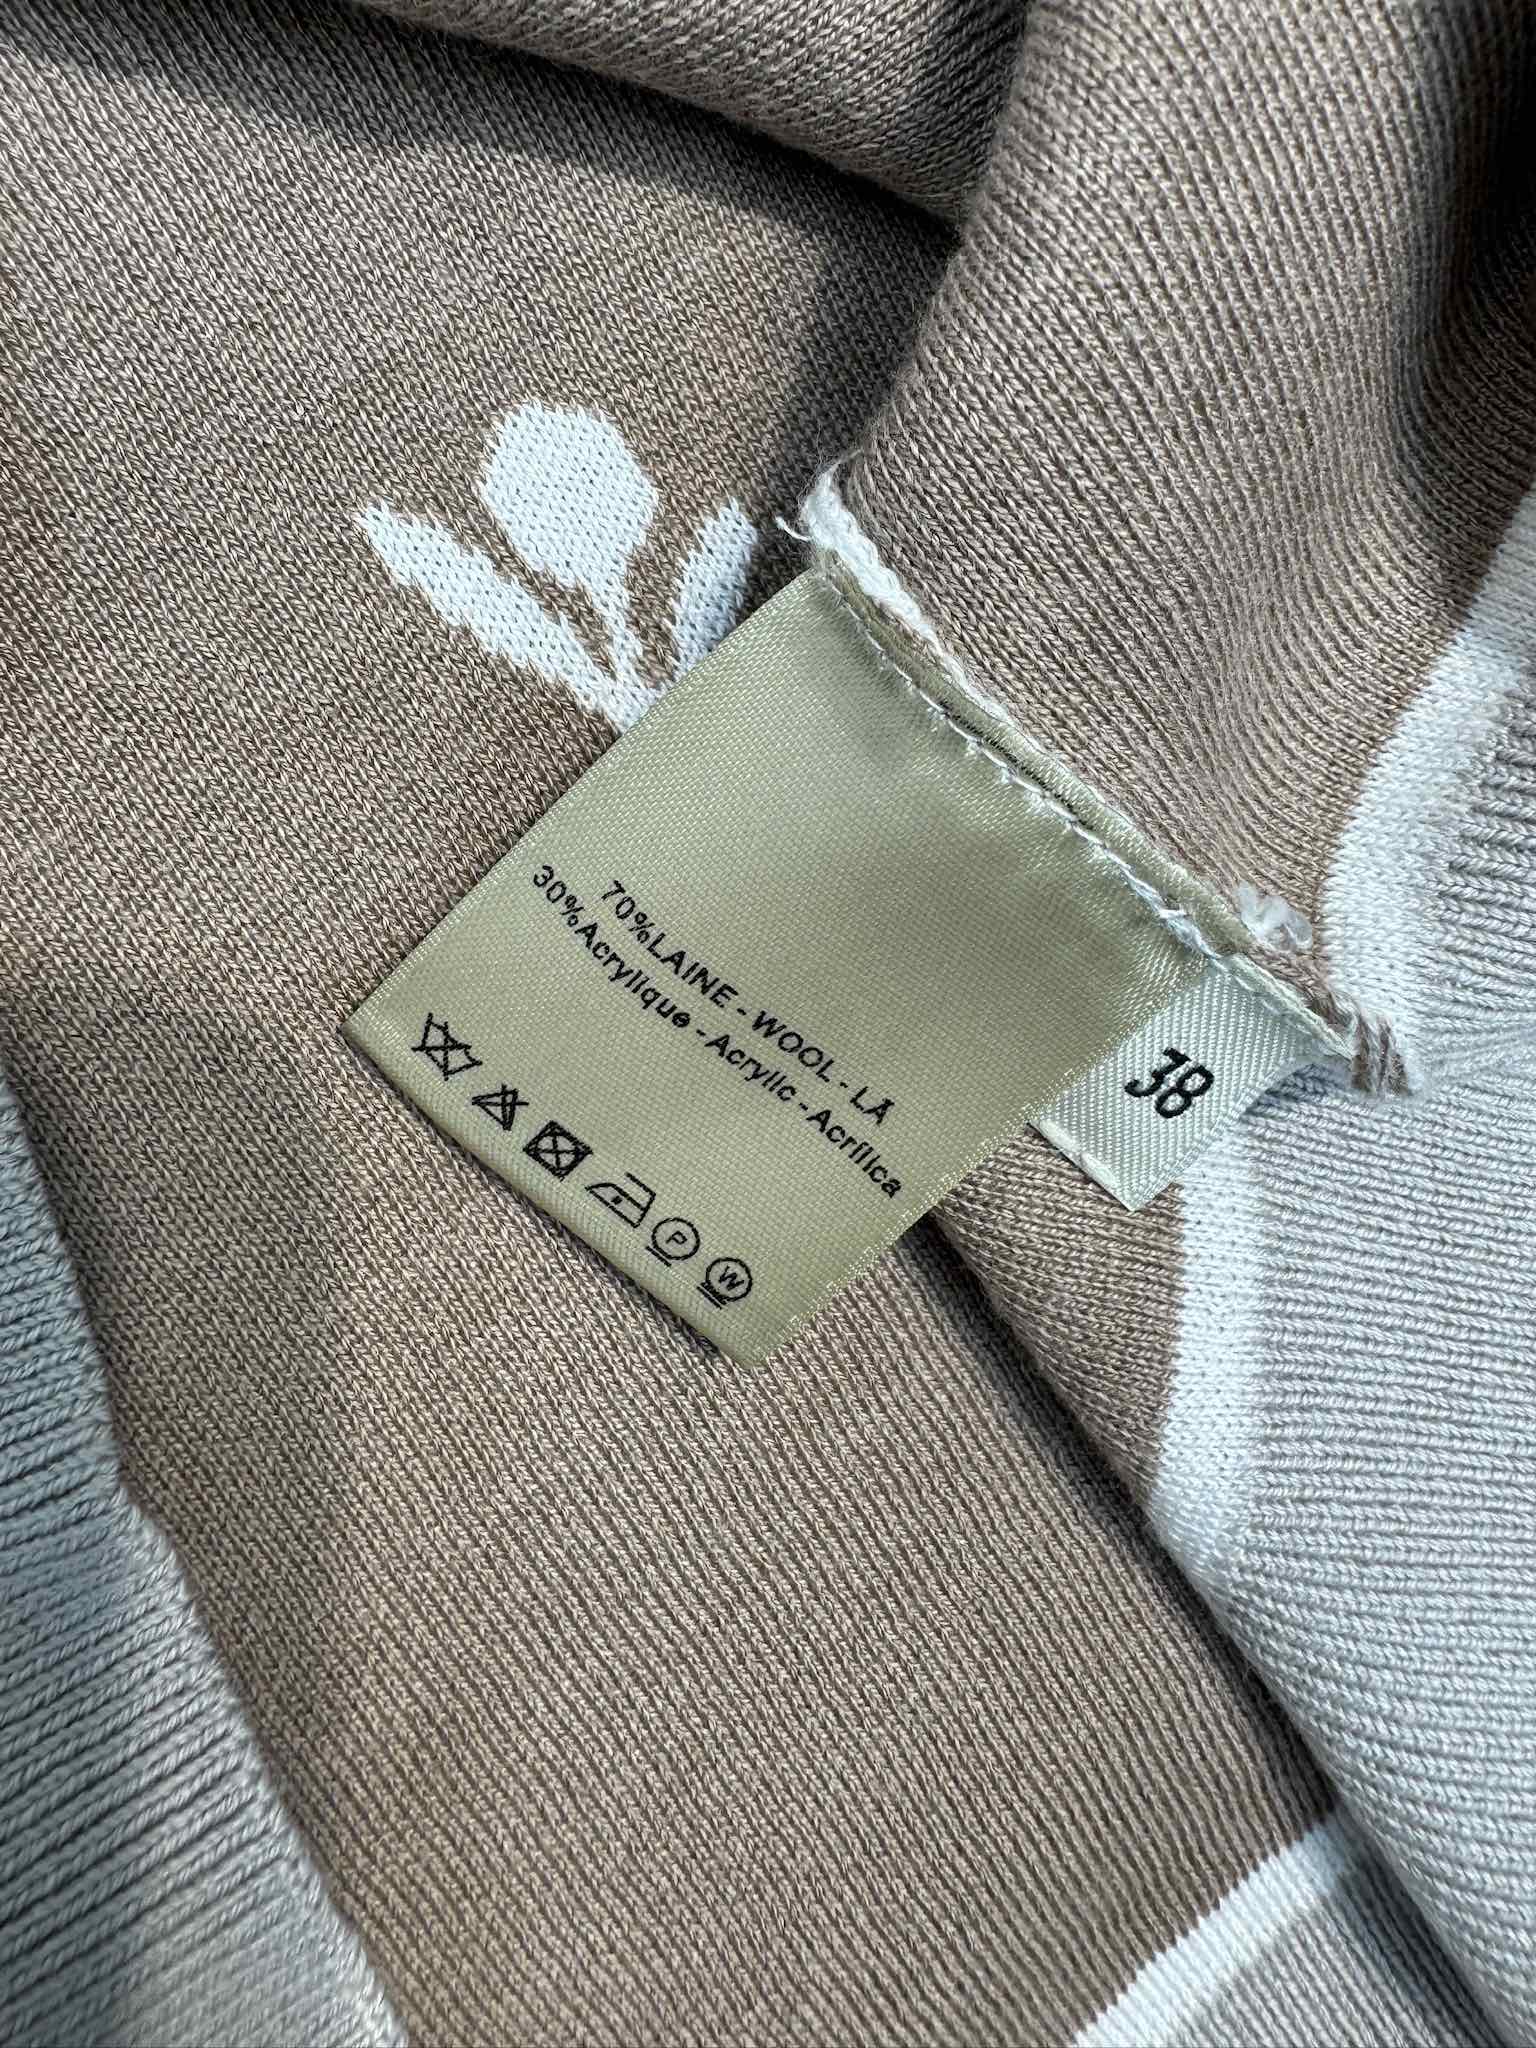 70%LAINE - WOOL - LÃ
30%Acrylique - Acrylic - Acrílica
P
W
38